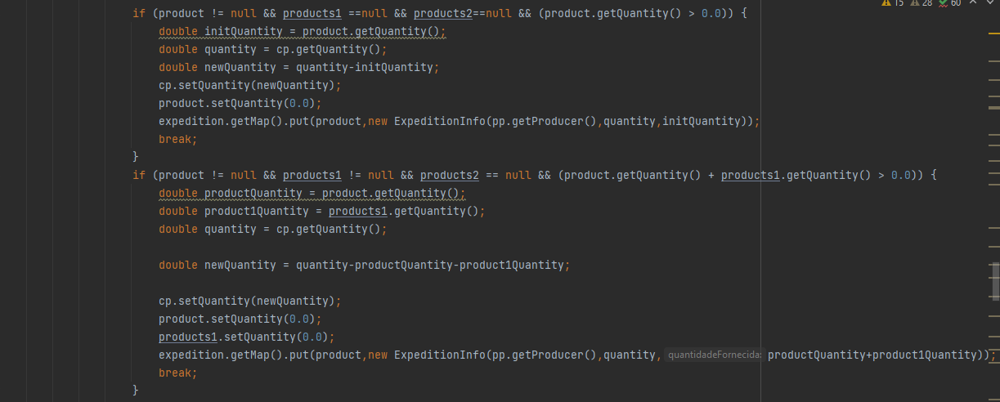 15 28 60
if (product != null && products1 ==null && products2==null && (product.getQuantity() > 0.0)) {
double initQuantity = product.getQuantity();
double quantity = cp.getQuantity();
double newQuantity = quantity-initQuantity;
cp.setQuantity(newQuantity);
product.setQuantity(0.0);
expedition.getMap().put(product,new ExpeditionInfo(pp.getProducer(),quantity,initQuantity));
break;
}
if (product != null && products1 != null && products2 == null && (product.getQuantity() + products1.getQuantity() > 0.0)) {
double productQuantity = product.getQuantity();
double product1Quantity = products1.getQuantity();
double quantity = cp.getQuantity();
double newQuantity = quantity-productQuantity-product1Quantity;
cp.setQuantity(newQuantity);
product.setQuantity(0.0);
products1.setQuantity(0.0);
expedition.getMap().put(product,new ExpeditionInfo(pp.getProducer(),quantity, quantidadeFornecida: productQuantity+product1Quantity));
break;
}